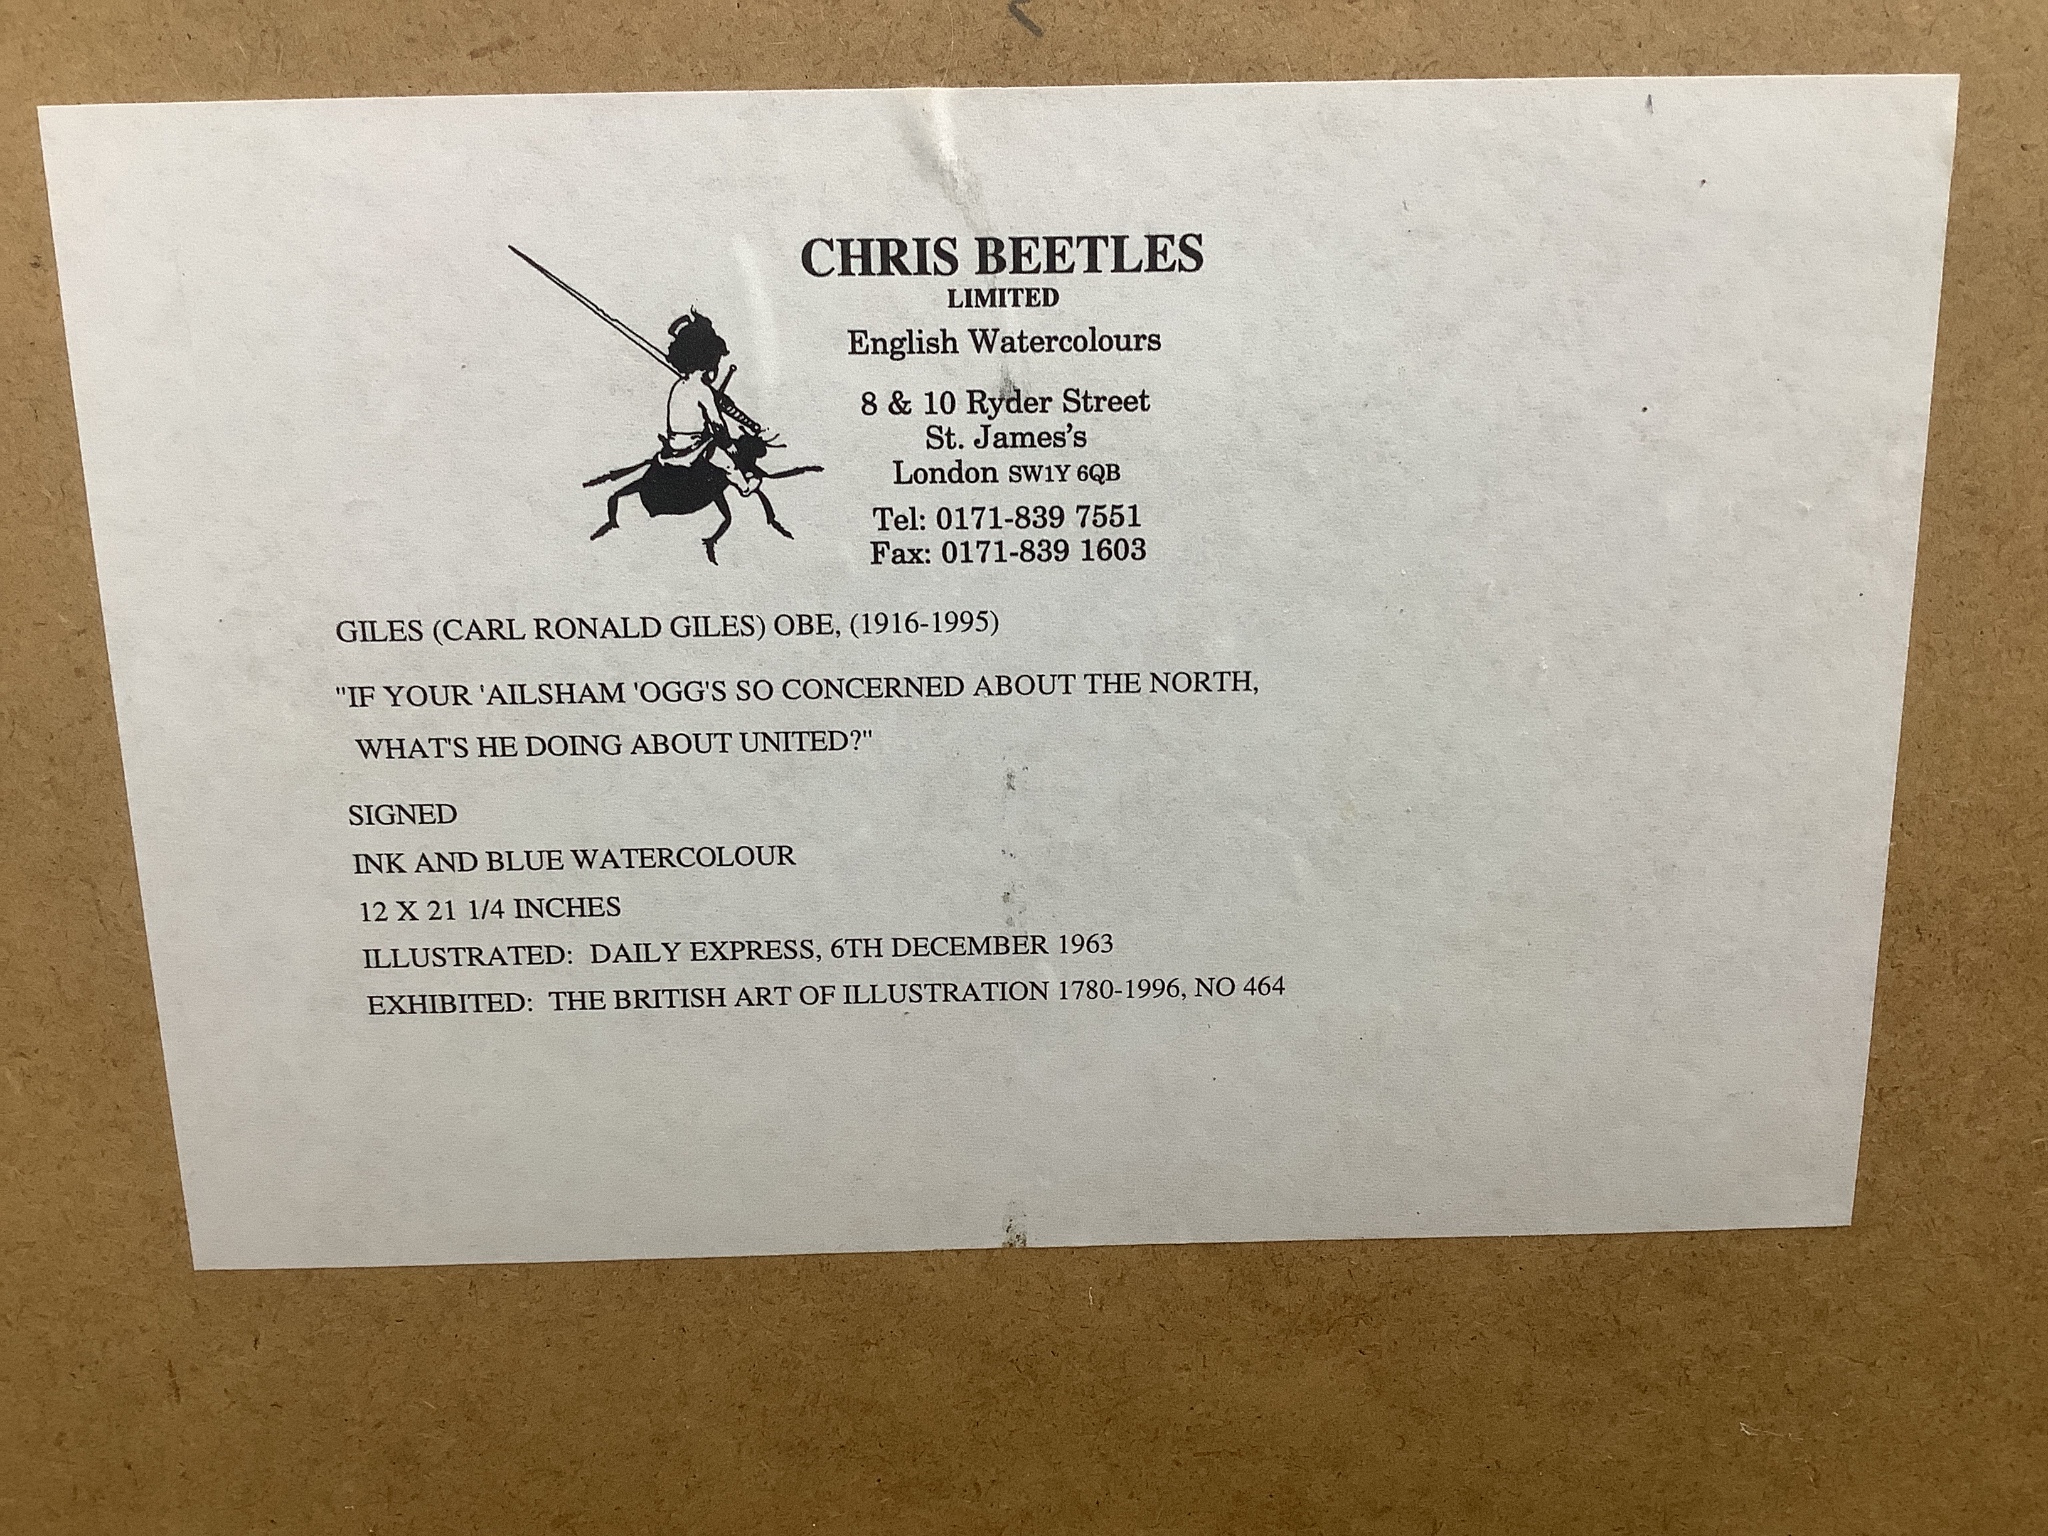 CHRIS BEETLES
LIMITED
English Watercolours
8 & 10 Ryder Street
St. James's
London SW1Y 6QB
Tel: 0171-839 7551
Fax: 0171-839 1603
GILES (CARL RONALD GILES) OBE, (1916-1995)
"IF YOUR 'AILSHAM 'OGG'S SO CONCERNED ABOUT THE NORTH,
WHAT'S HE DOING ABOUT UNITED?"
SIGNED
INK AND BLUE WATERCOLOUR
12 X 21 1/4 INCHES
ILLUSTRATED: DAILY EXPRESS, 6TH DECEMBER 1963
EXHIBITED: THE BRITISH ART OF ILLUSTRATION 1780-1996, NO 464